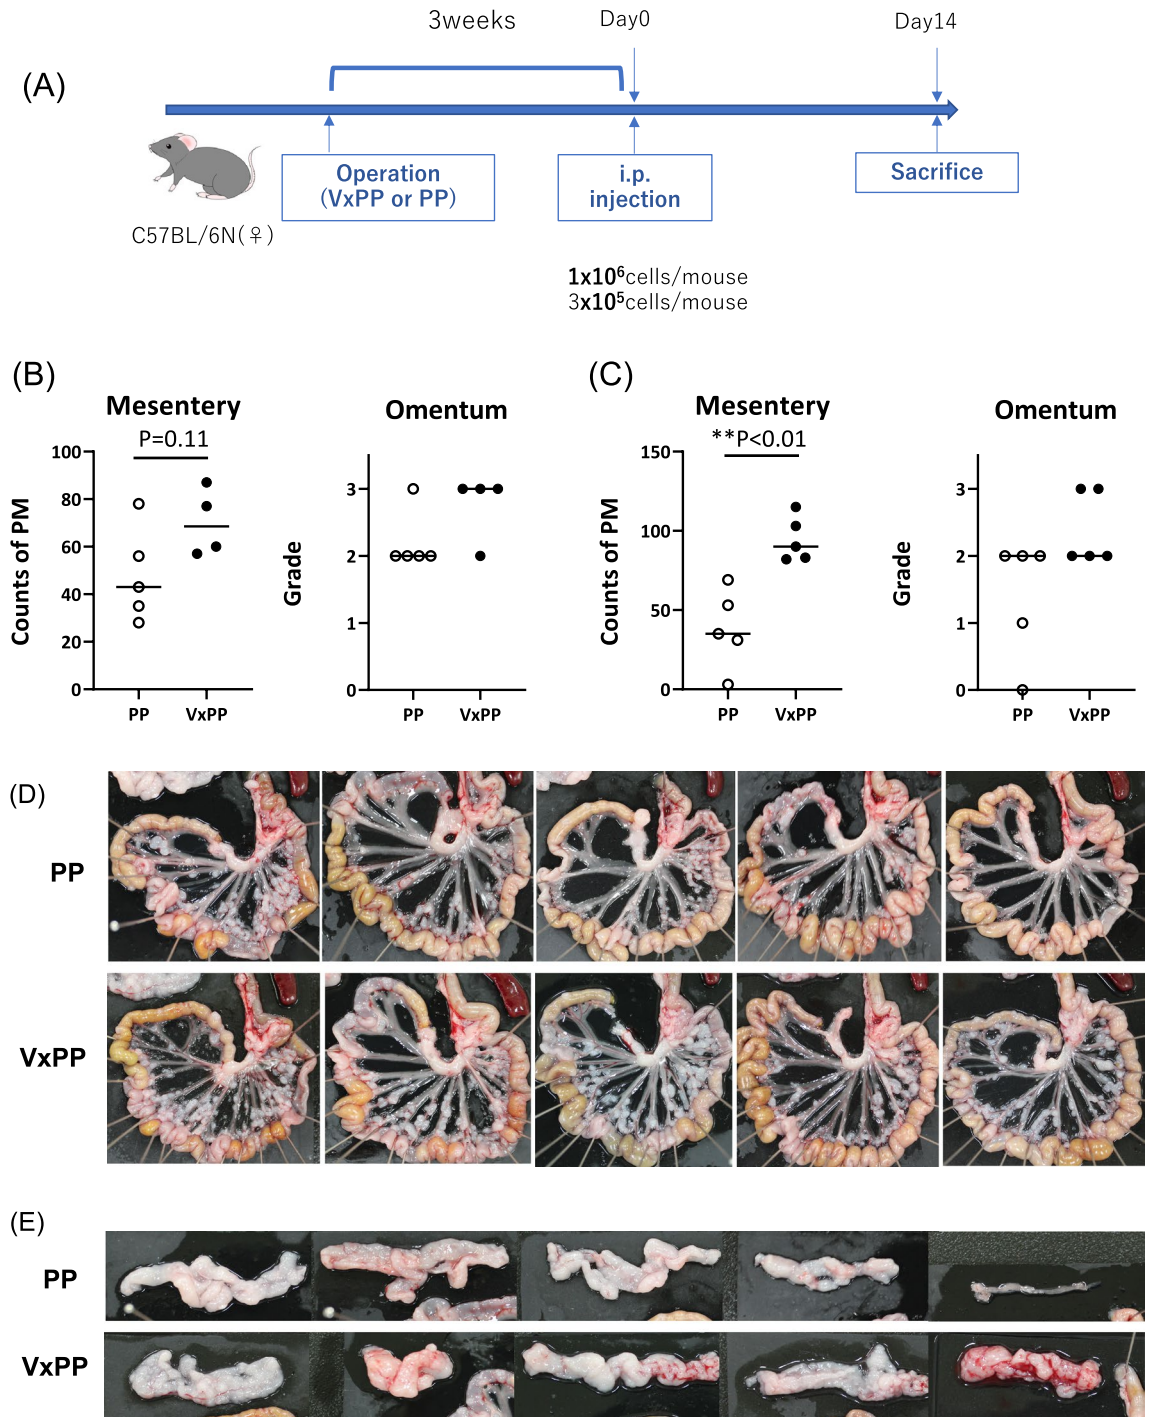 3weeks
Day0
Day14
(A)
Operation
(VxPP or PP)
i.p.
injection
Sacrifice
C57BL/6N(♀)
1x10⁶cells/mouse
3x10⁵cells/mouse
(B)
Mesentery
P=0.11
Counts of PM
100
80
60
40
20
0
PP
VxPP
Omentum
Grade
3
2
1
0
PP
VxPP
(C)
Mesentery
**P<0.01
Counts of PM
150
100
50
0
PP
VxPP
Omentum
Grade
3
2
1
0
PP
VxPP
(D)
PP
VxPP
(E)
PP
VxPP